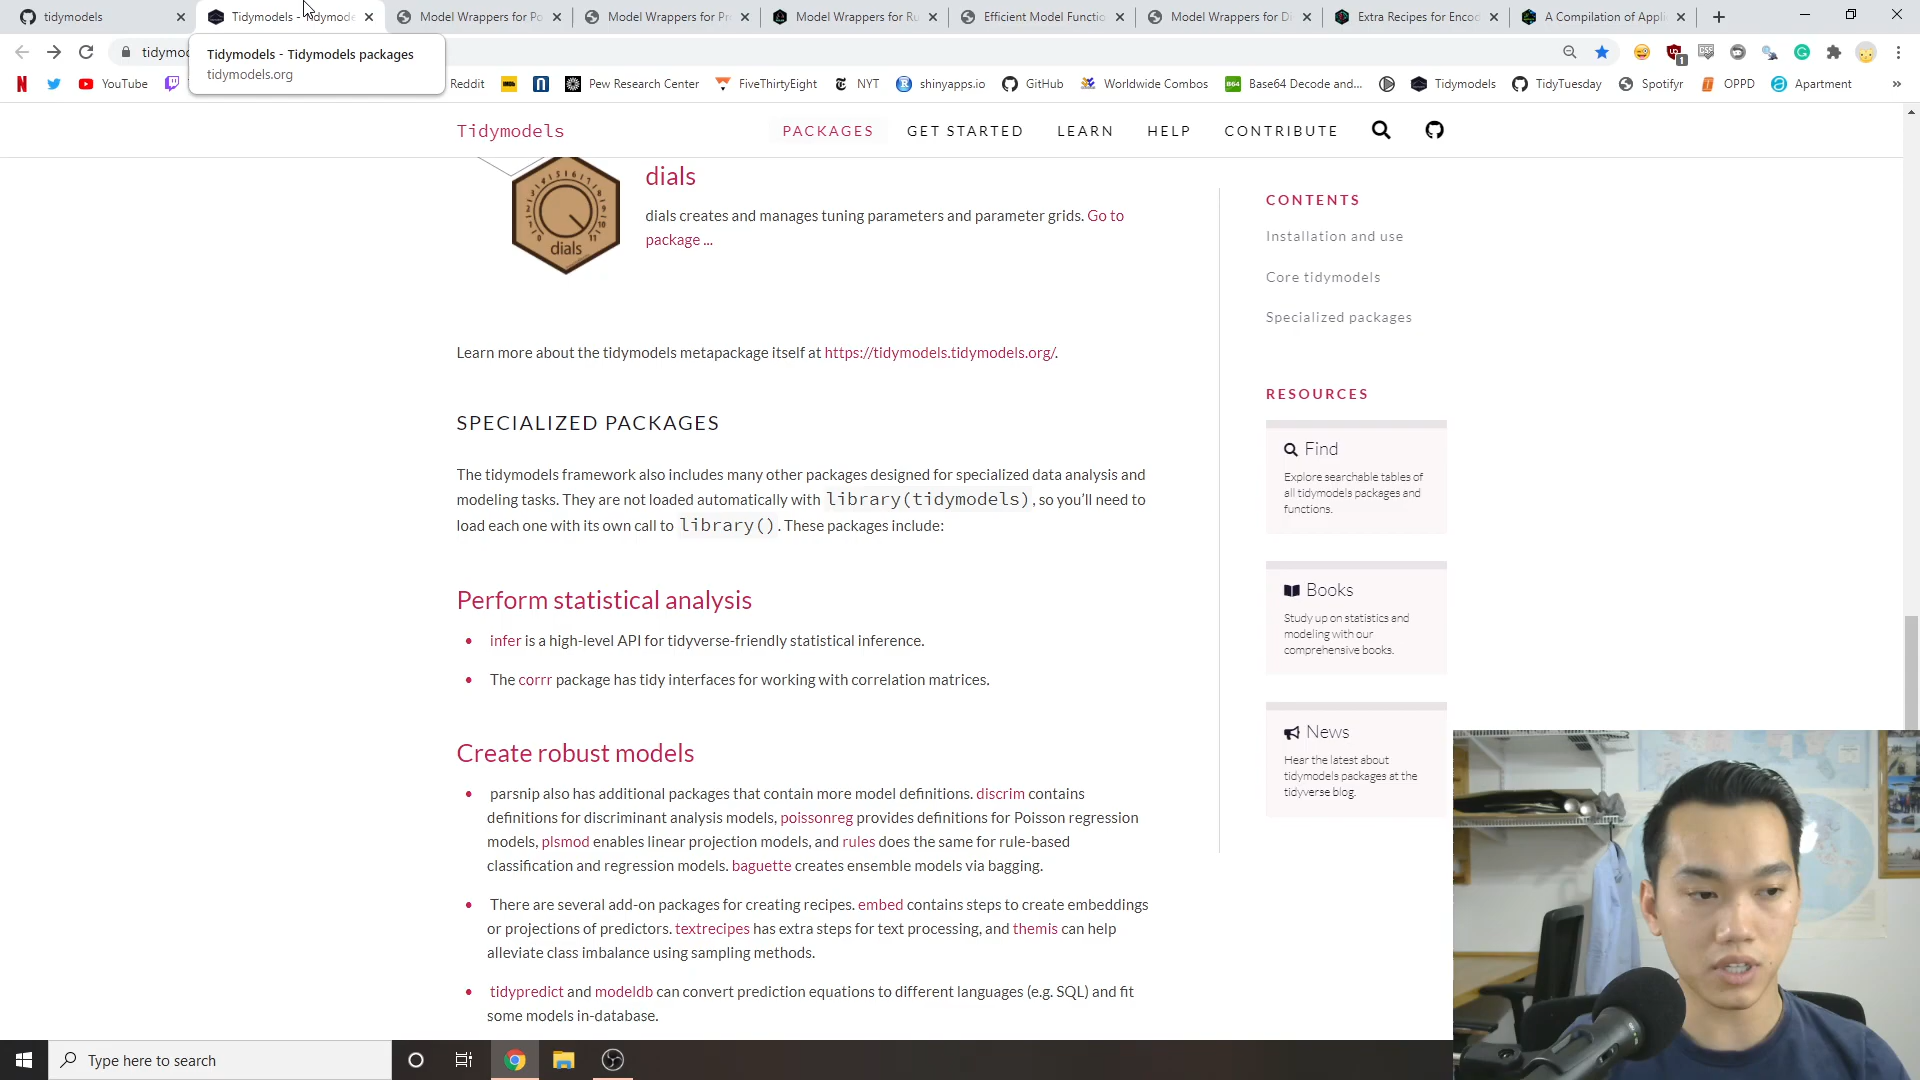 tidymodels
Tidymodels - Tidymode
Model Wrappers for Po
Model Wrappers for Pr
Model Wrappers for Ru
Efficient Model Functio
Model Wrappers for Di
Extra Recipes for Encod
A Compilation of Appli
tidymo
Tidymodels - Tidymodels packages
tidymodels.org
YouTube
Reddit
Pew Research Center
FiveThirtyEight
NYT
shinyapps.io
GitHub
Worldwide Combos
B64
Base64 Decode and...
Tidymodels
TidyTuesday
Spotifyr
OPPD
Apartment
Tidymodels
PACKAGES
GET STARTED
LEARN
HELP
CONTRIBUTE
dials
dials
dials creates and manages tuning parameters and parameter grids. Go to
package ...
Learn more about the tidymodels metapackage itself at https://tidymodels.tidymodels.org/.
SPECIALIZED PACKAGES
The tidymodels framework also includes many other packages designed for specialized data analysis and
modeling tasks. They are not loaded automatically with library(tidymodels), so you'll need to
load each one with its own call to library(). These packages include:
Perform statistical analysis
infer is a high-level API for tidyverse-friendly statistical inference.
The corrr package has tidy interfaces for working with correlation matrices.
Create robust models
parsnip also has additional packages that contain more model definitions. discrim contains
definitions for discriminant analysis models, poissonreg provides definitions for Poisson regression
models, plsmod enables linear projection models, and rules does the same for rule-based
classification and regression models. baguette creates ensemble models via bagging.
There are several add-on packages for creating recipes. embed contains steps to create embeddings
or projections of predictors. textrecipes has extra steps for text processing, and themis can help
alleviate class imbalance using sampling methods.
tidypredict and modeldb can convert prediction equations to different languages (e.g. SQL) and fit
some models in-database.
CONTENTS
Installation and use
Core tidymodels
Specialized packages
RESOURCES
Find
Explore searchable tables of
all tidymodels packages and
functions.
Books
Study up on statistics and
modeling with our
comprehensive books.
News
Hear the latest about
tidymodels packages at the
tidyverse blog.
Type here to search